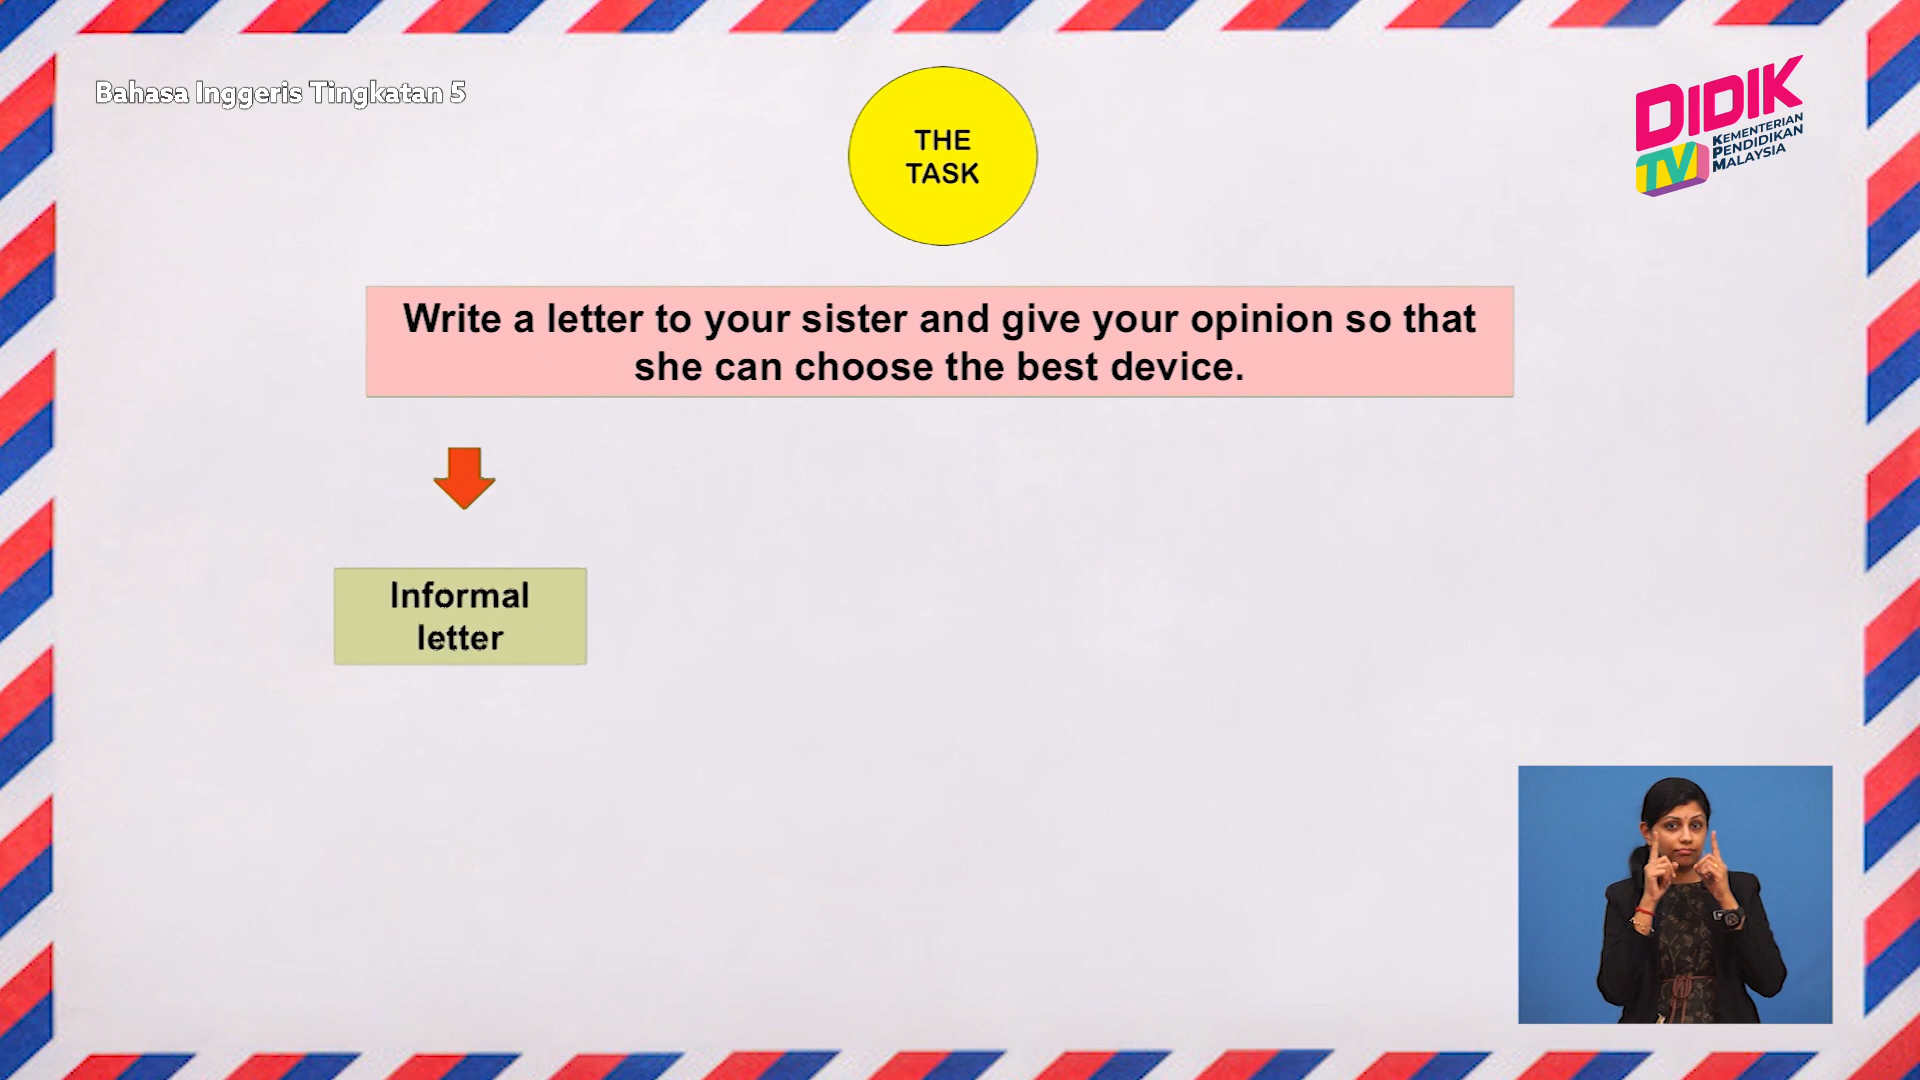 Bahasa Inggeris Tingkatan 5
THE
TASK
DIDIK
TV
KEMENTERIAN
PENDIDIKAN
MALAYSIA
Write a letter to your sister and give your opinion so that
she can choose the best device.
Informal
letter